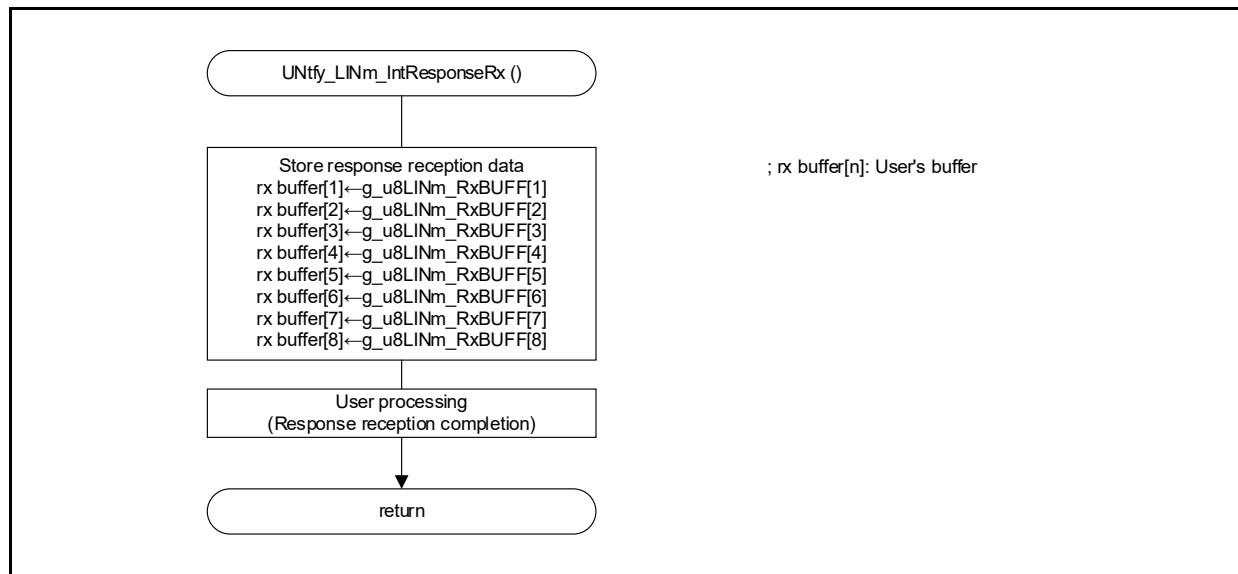 UNtfy_LINm_IntResponseRx ()
Store response reception data
rx buffer[1]←g_u8LINm_RxBUFF[1]
rx buffer[2]←g_u8LINm_RxBUFF[2]
rx buffer[3]←g_u8LINm_RxBUFF[3]
rx buffer[4]←g_u8LINm_RxBUFF[4]
rx buffer[5]←g_u8LINm_RxBUFF[5]
rx buffer[6]←g_u8LINm_RxBUFF[6]
rx buffer[7]←g_u8LINm_RxBUFF[7]
rx buffer[8]←g_u8LINm_RxBUFF[8]
; rx buffer[n]: User's buffer
User processing
(Response reception completion)
return